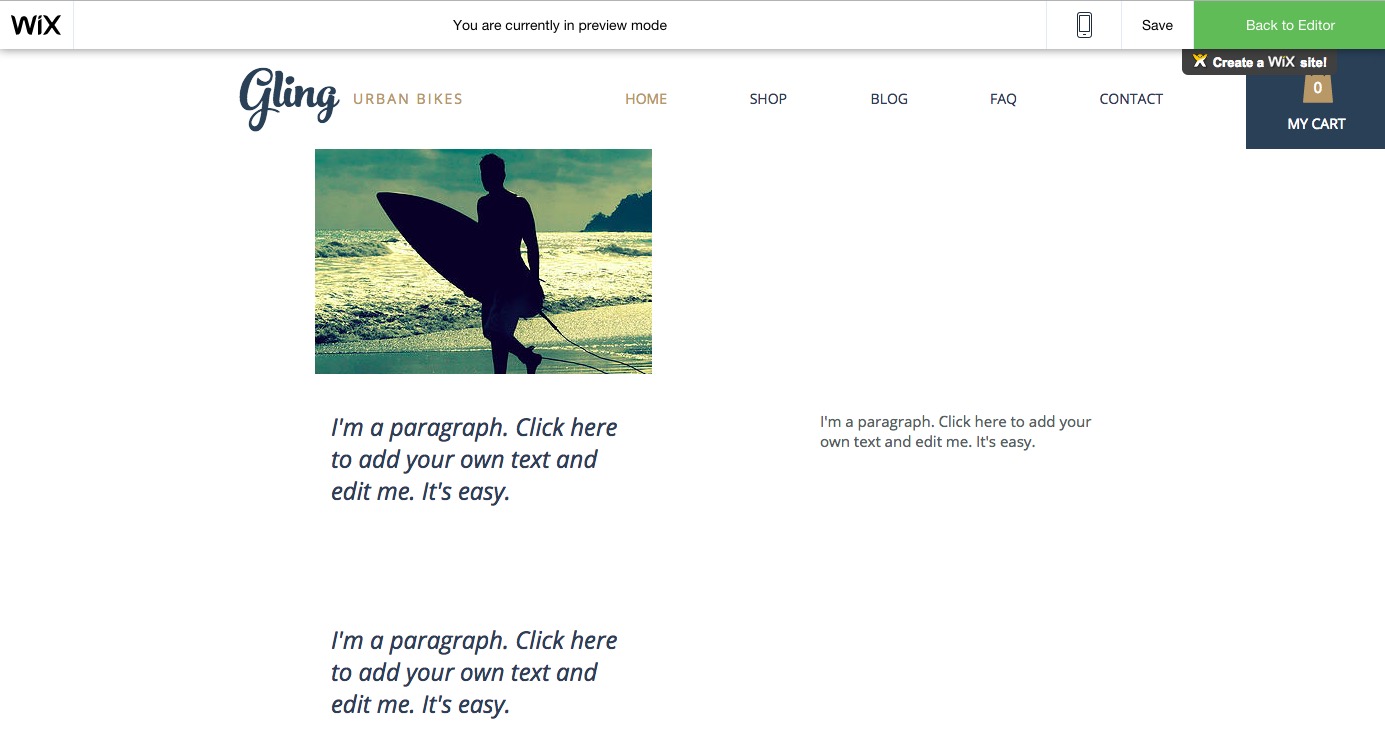 WiX
You are currently in preview mode
Save
Back to Editor
Create a WiX site!
Gling
URBAN BIKES
HOME
SHOP
BLOG
FAQ
CONTACT
0
MY CART
I'm a paragraph. Click here
to add your own text and
edit me. It's easy.
I'm a paragraph. Click here to add your
own text and edit me. It's easy.
I'm a paragraph. Click here
to add your own text and
edit me. It's easy.